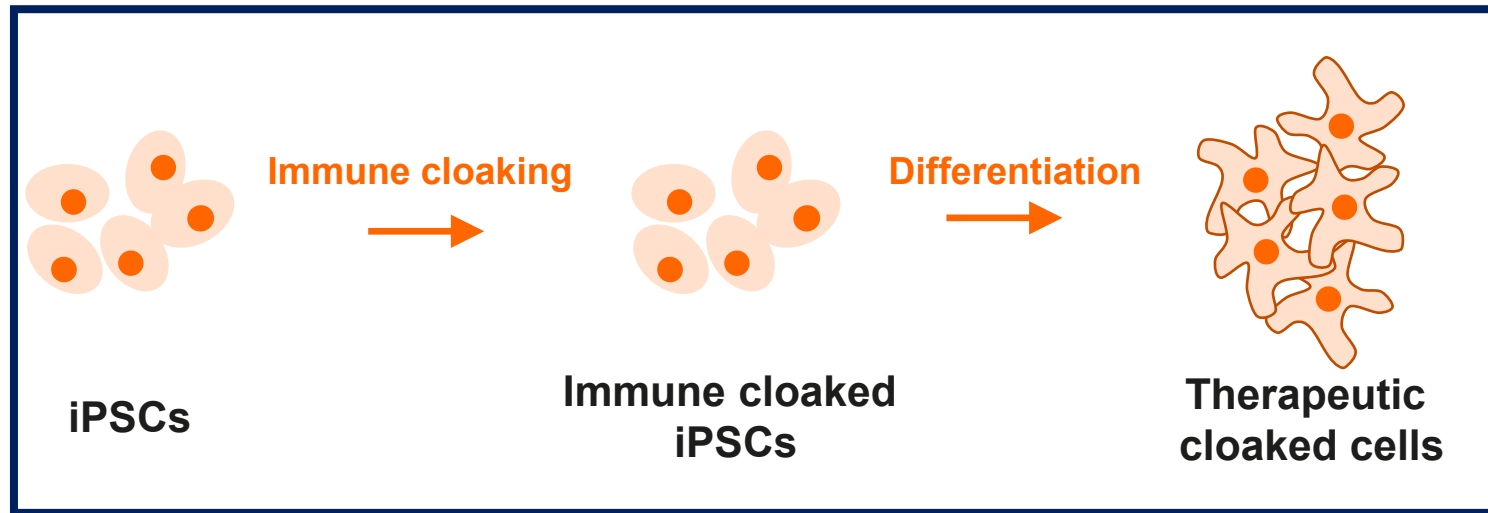 Immune cloaking
Differentiation
iPSCs
Immune cloaked
iPSCs
Therapeutic
cloaked cells